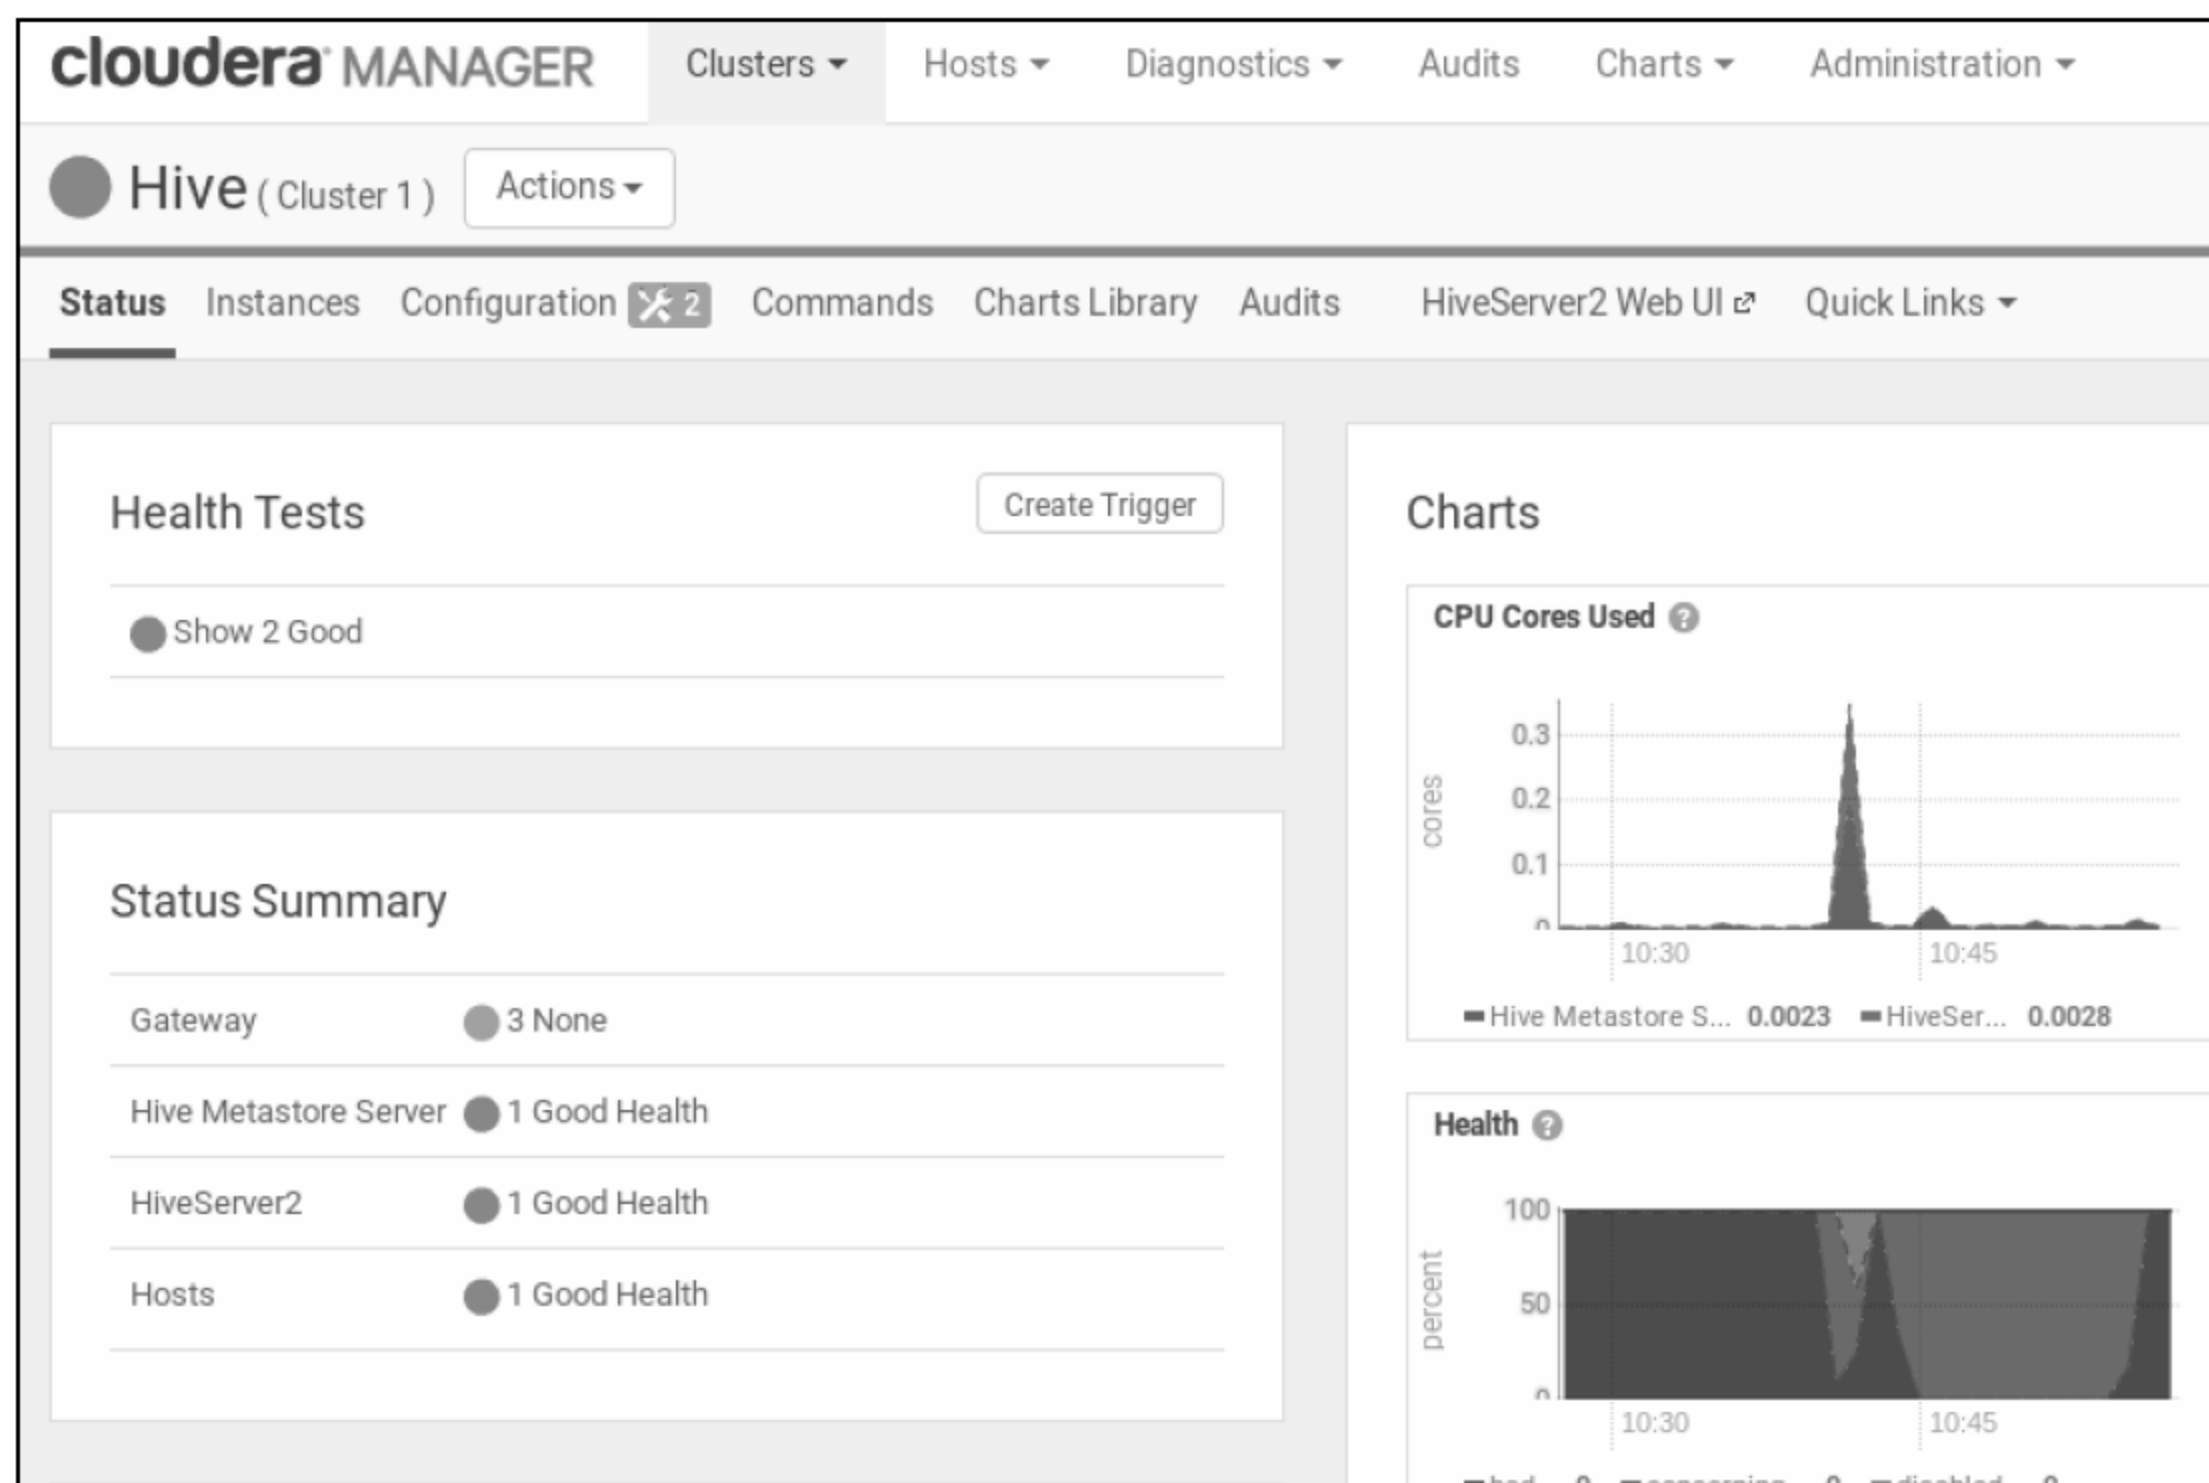 cloudera MANAGER Clusters Hosts Diagnostics Audits Charts Administration
Hive ( Cluster 1 ) Actions
Status Instances Configuration 2 Commands Charts Library Audits HiveServer2 Web UI Quick Links
Health Tests Create Trigger
Show 2 Good
Status Summary
Gateway 3 None
Hive Metastore Server 1 Good Health
HiveServer2 1 Good Health
Hosts 1 Good Health
Charts
CPU Cores Used ?
cores
0.3
0.2
0.1
0
10:30 10:45
Hive Metastore S... 0.0023 HiveSer... 0.0028
Health ?
percent
100
50
0
10:30 10:45